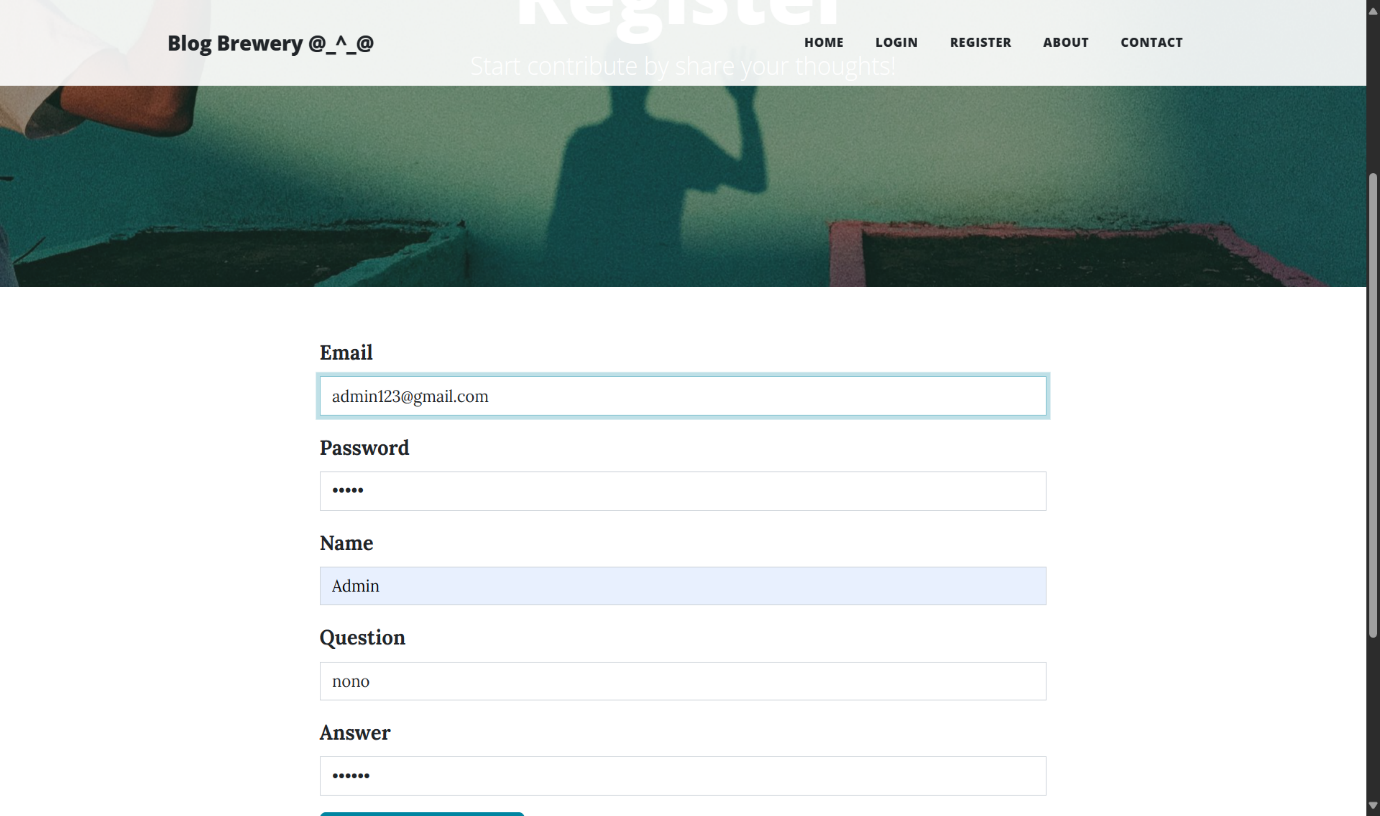 Register
Blog Brewery @_^_@
HOME
LOGIN
REGISTER
ABOUT
CONTACT
Start contribute by share your thoughts!
Email
admin123@gmail.com
Password
•••••
Name
Admin
Question
nono
Answer
••••••